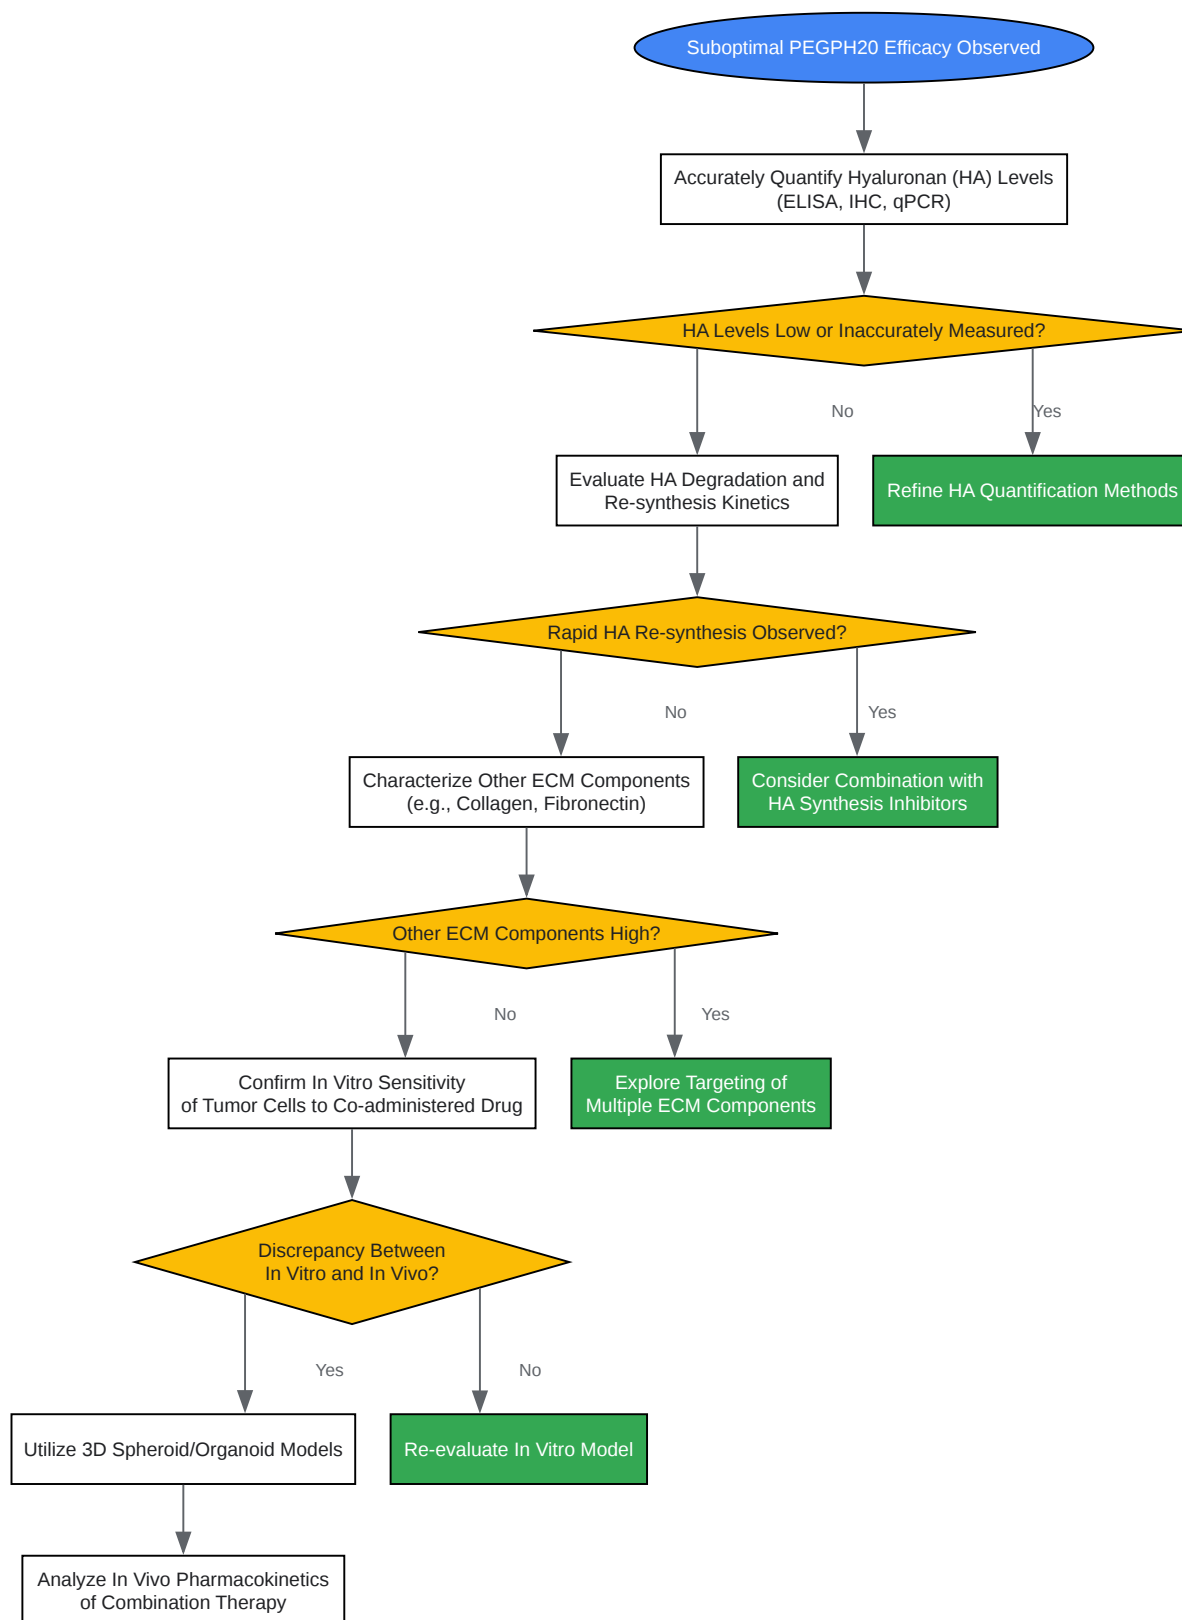 Suboptimal PEGPH20 Efficacy Observed
Accurately Quantify Hyaluronan (HA) Levels
(ELISA, IHC, qPCR)
HA Levels Low or Inaccurately Measured?
No
Yes
Evaluate HA Degradation and
Re-synthesis Kinetics
Refine HA Quantification Methods
Rapid HA Re-synthesis Observed?
No
Yes
Characterize Other ECM Components
(e.g., Collagen, Fibronectin)
Consider Combination with
HA Synthesis Inhibitors
Other ECM Components High?
No
Yes
Confirm In Vitro Sensitivity
of Tumor Cells to Co-administered Drug
Explore Targeting of
Multiple ECM Components
Discrepancy Between
In Vitro and In Vivo?
Yes
No
Utilize 3D Spheroid/Organoid Models
Re-evaluate In Vitro Model
Analyze In Vivo Pharmacokinetics
of Combination Therapy